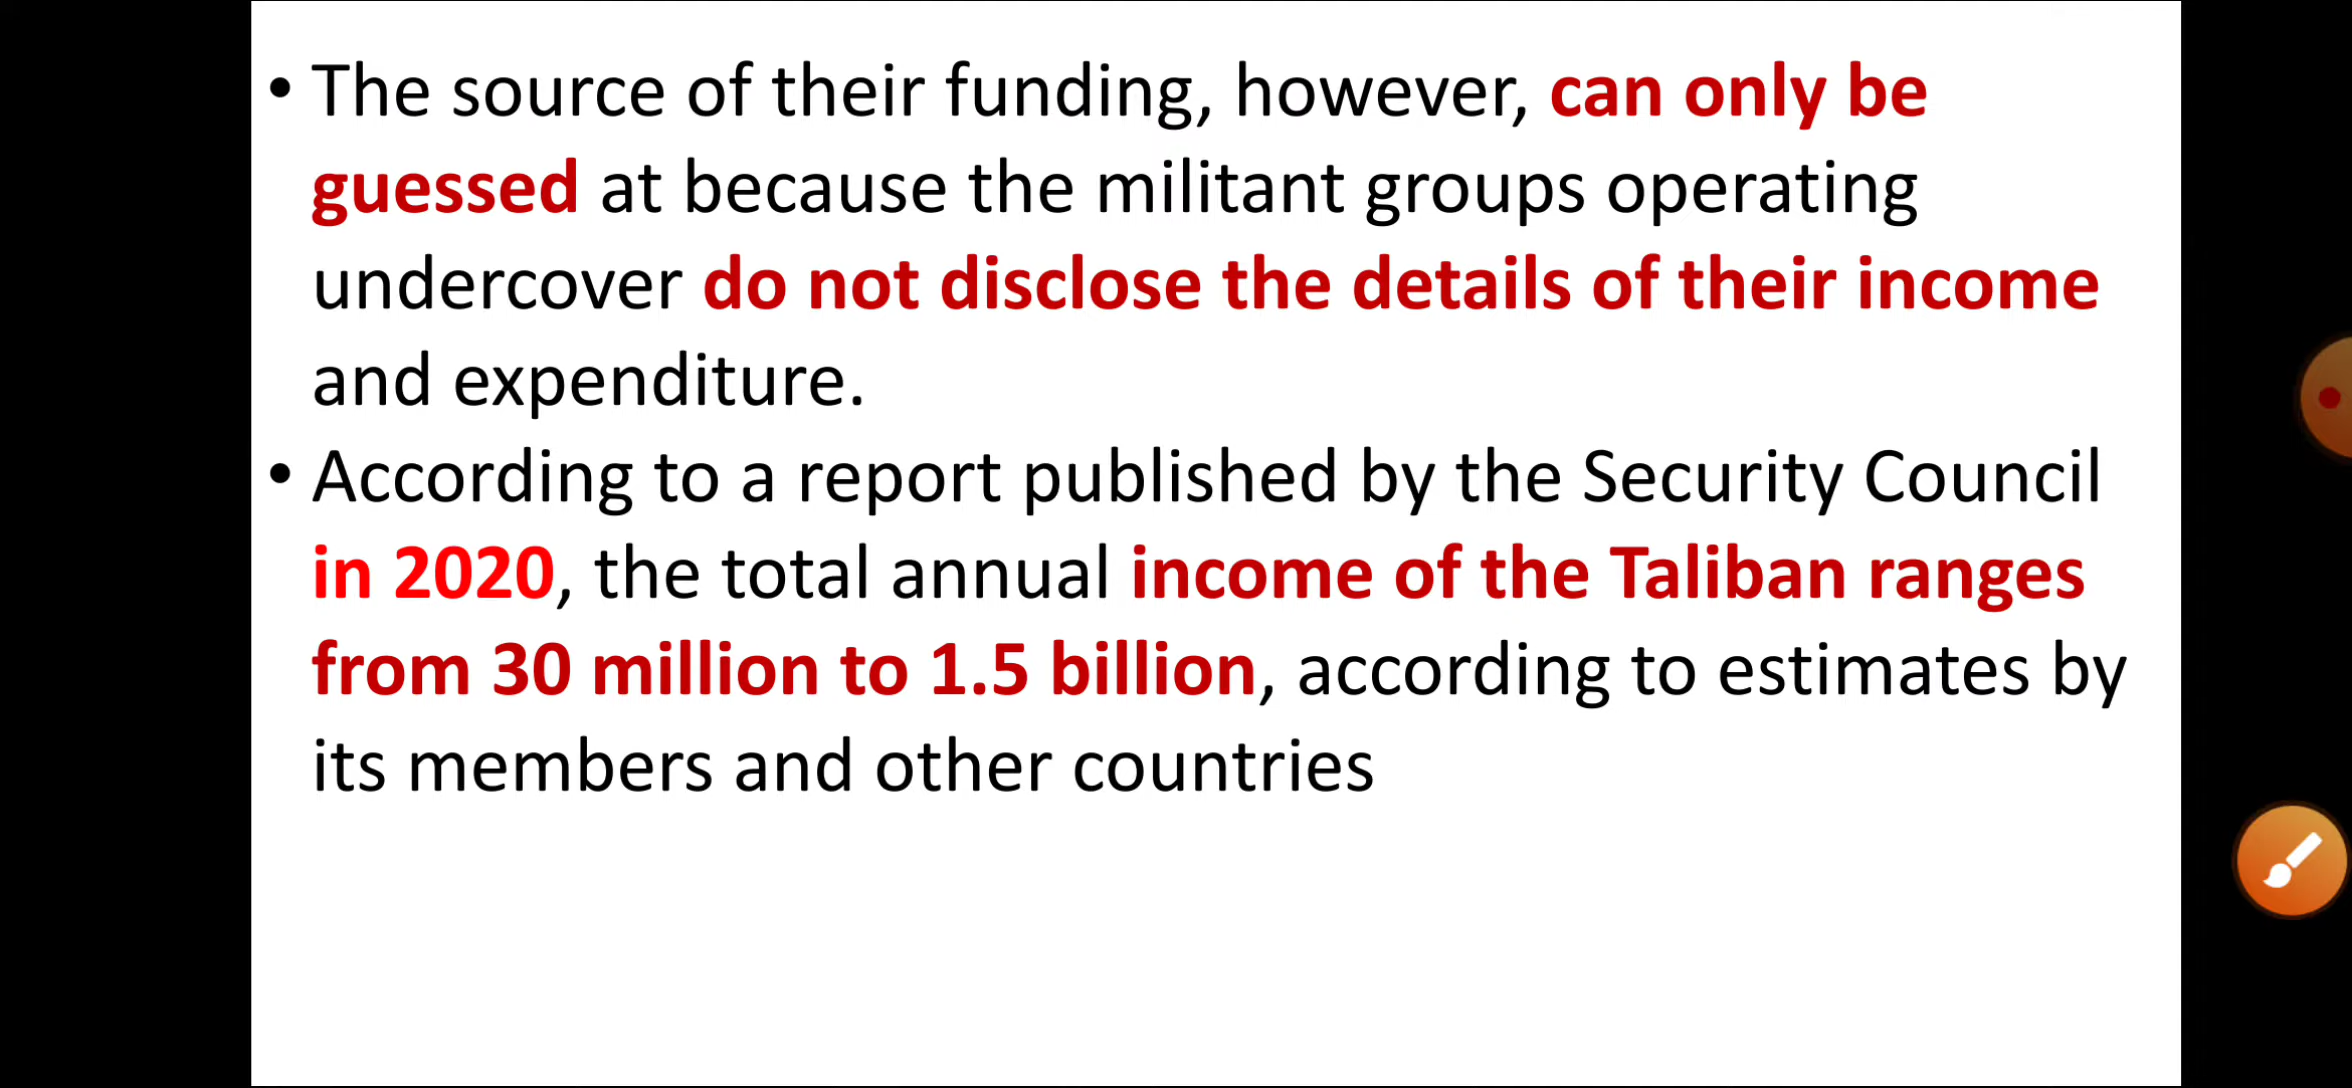 • The source of their funding, however, can only be
guessed at because the militant groups operating
undercover do not disclose the details of their income
and expenditure.
• According to a report published by the Security Council
in 2020, the total annual income of the Taliban ranges
from 30 million to 1.5 billion, according to estimates by
its members and other countries